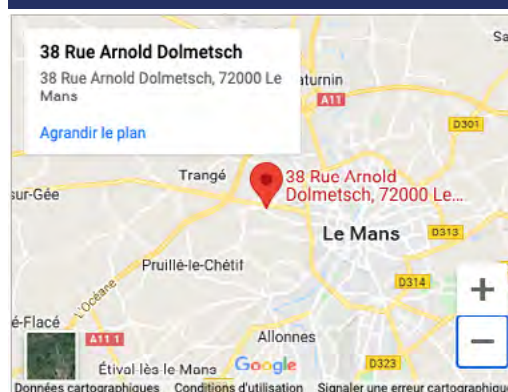 38 Rue Arnold Dolmetsch
38 Rue Arnold Dolmetsch, 72000 Le
Mans
Agrandir le plan
Sa
aturnin
A11
D301
Trangé
38 Rue Arnold
Dolmetsch, 72000 Le...
sur-Gée
Le Mans
D313
Pruillé-le-Chétif
D314
+
L'Océane
é-Flacé
A11 1
Allonnes
−
Étival-lès-le-Mans
Google
D323
Données cartographiques Conditions d'utilisation Signaler une erreur cartographique